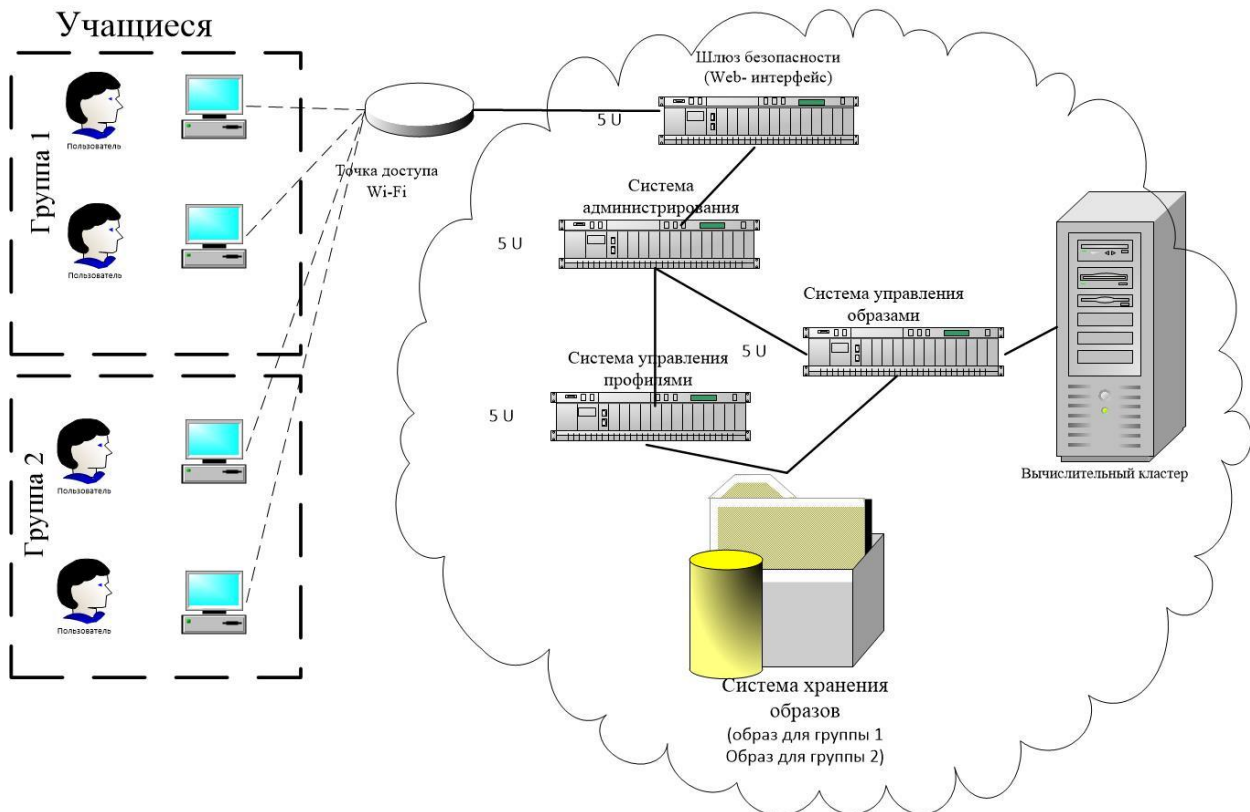 Учащиеся
Группа 1
Пользователь
Пользователь
Группа 2
Пользователь
Пользователь
Точка доступа
Wi-Fi
Шлюз безопасности
(Web- интерфейс)
5 U
Система
администрирования
5 U
Система управления
образами
5 U
Система управления
профилями
5 U
Вычислительный кластер
Система хранения
образов
(образ для группы 1
Образ для группы 2)